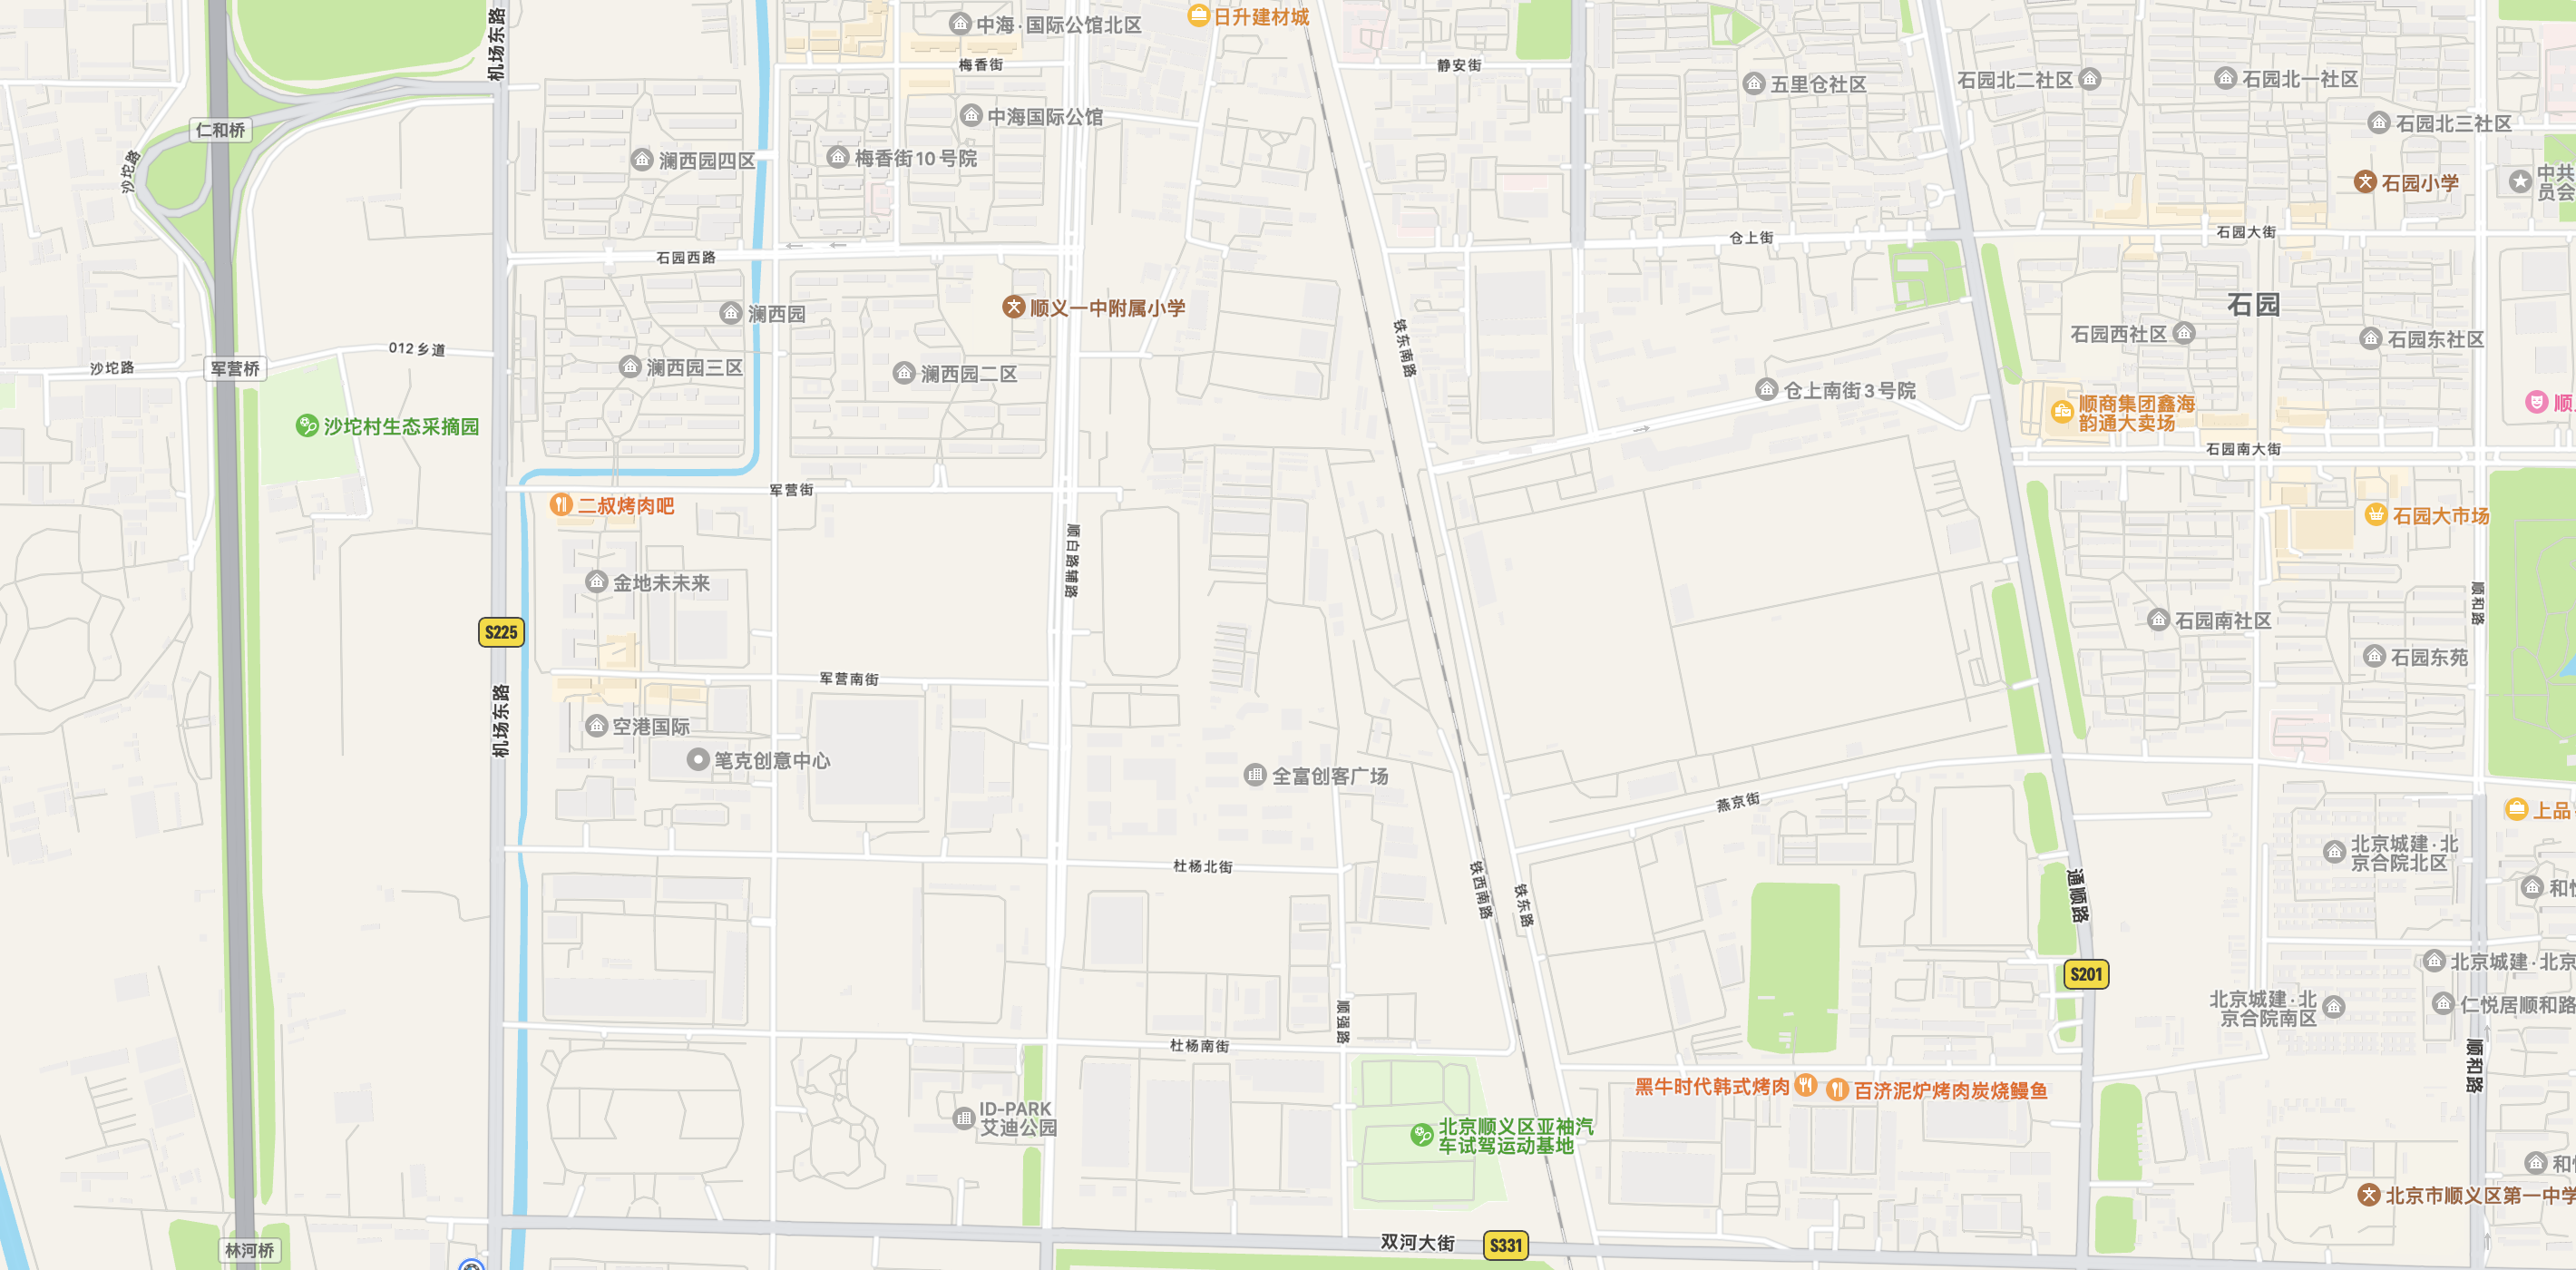 中海·国际公馆北区
日升建材城
机场东路
梅香街
静安街
五里仓社区
石园北二社区
石园北一社区
中海国际公馆
石园北三社区
仁和桥
沙坨路
澜西园四区
梅香街10号院
石园小学
中共
员会
仓上街
石园大街
石园西路
澜西园
顺义一中附属小学
石园
铁东南路
石园西社区
石园东社区
012乡道
沙坨路
军营桥
澜西园三区
澜西园二区
仓上南街3号院
顺商集团鑫海
韵通大卖场
沙坨村生态采摘园
石园南大街
军营街
二叔烤肉吧
石园大市场
顺白路辅路
金地未未来
顺和路
石园南社区
S225
石园东苑
军营南街
机场东路
空港国际
笔克创意中心
全富创客广场
燕京街
上品
北京城建·北
京合院北区
杜杨北街
铁西南路
铁东路
通顺路
北京城建·北京
S201
北京城建·北
京合院南区
仁悦居顺和路
顺强路
杜杨南街
顺和路
黑牛时代韩式烤肉
百济泥炉烤肉炭烧鳗鱼
ID-PARK
艾迪公园
北京顺义区亚袖汽
车试驾运动基地
北京市顺义区第一中学
林河桥
双河大街
S331